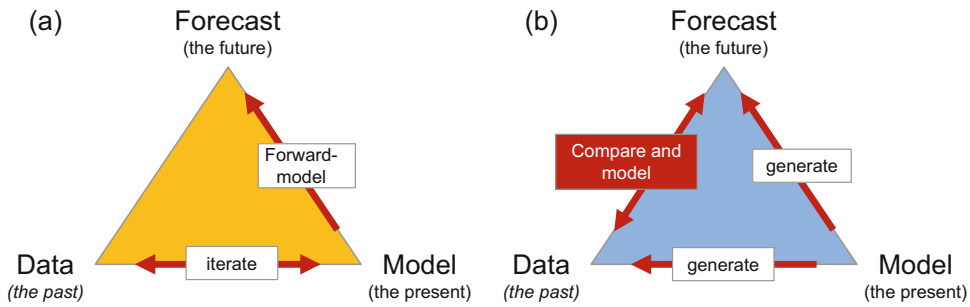 (a)
Forecast
(the future)
Forward-
model
iterate
Data
(the past)
Model
(the present)
(b)
Forecast
(the future)
Compare and
model
generate
generate
Data
(the past)
Model
(the present)